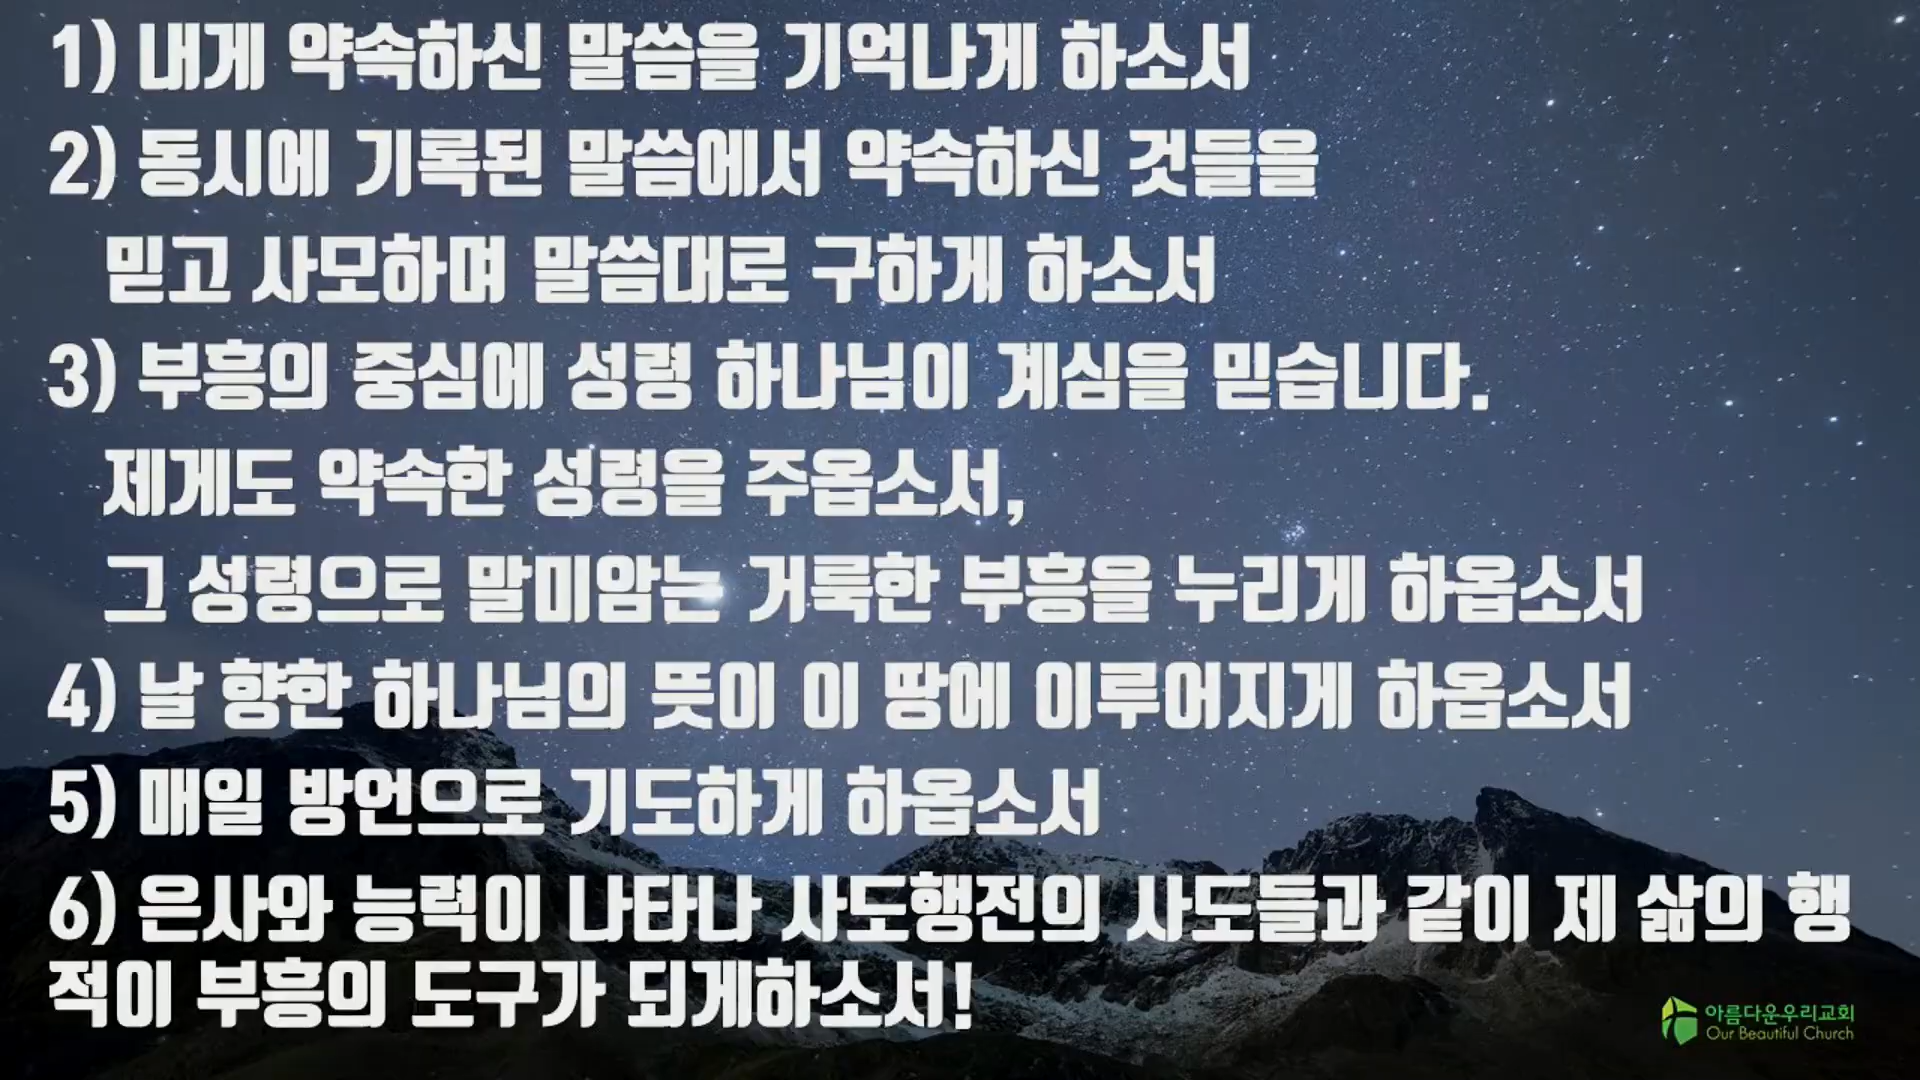 1) 내게 약속하신 말씀을 기억나게 하소서
2) 동시에 기록된 말씀에서 약속하신 것들을
믿고 사모하며 말씀대로 구하게 하소서
3) 부흥의 중심에 성령 하나님이 계심을 믿습니다.
제게도 약속한 성령을 주옵소서,
그 성령으로 말미암는 거룩한 부흥을 누리게 하옵소서
4) 날 향한 하나님의 뜻이 이 땅에 이루어지게 하옵소서
5) 매일 방언으로 기도하게 하옵소서
6) 은사와 능력이 나타나 사도행전의 사도들과 같이 제 삶의 행
적이 부흥의 도구가 되게하소서!
아름다운우리교회
Our Beautiful Church